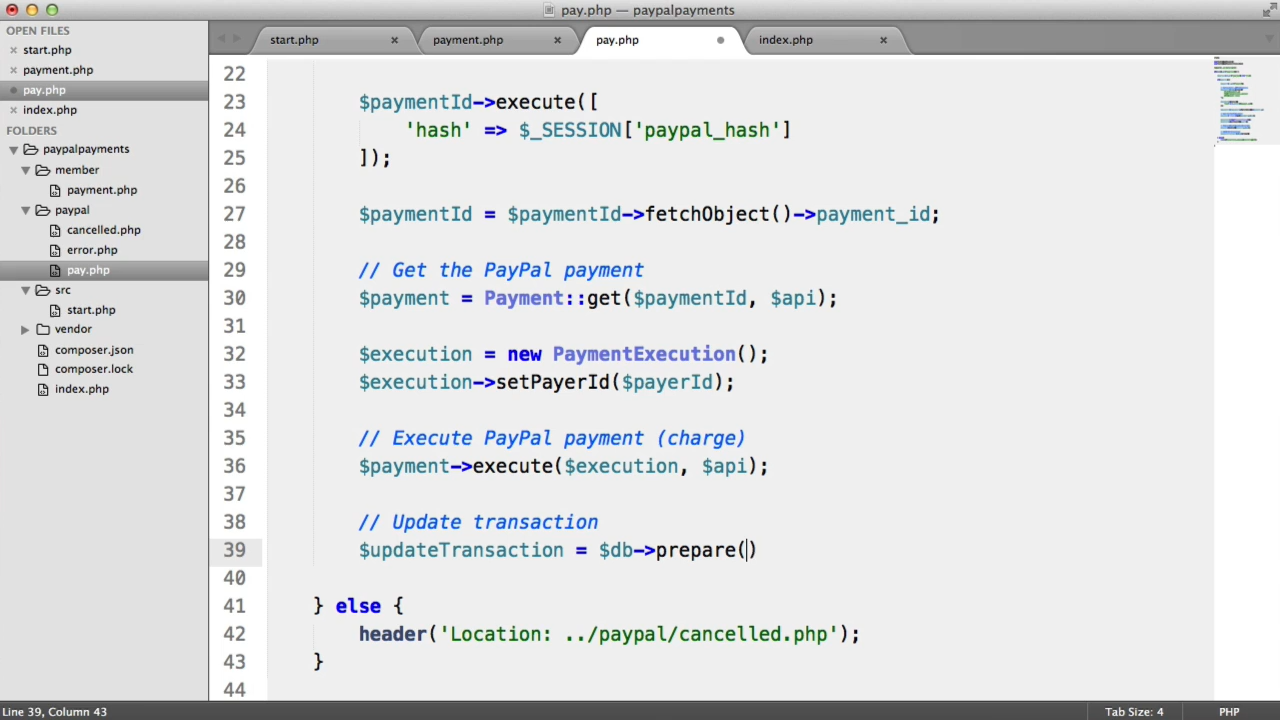 pay.php — paypalpayments
OPEN FILES
start.php
payment.php
pay.php
index.php
FOLDERS
paypalpayments
member
payment.php
paypal
cancelled.php
error.php
pay.php
src
start.php
vendor
composer.json
composer.lock
index.php
start.php
payment.php
pay.php
index.php
22
23 $paymentId->execute([
24 'hash' => $_SESSION['paypal_hash']
25 ]);
26
27 $paymentId = $paymentId->fetchObject()->payment_id;
28
29 // Get the PayPal payment
30 $payment = Payment::get($paymentId, $api);
31
32 $execution = new PaymentExecution();
33 $execution->setPayerId($payerId);
34
35 // Execute PayPal payment (charge)
36 $payment->execute($execution, $api);
37
38 // Update transaction
39 $updateTransaction = $db->prepare()
40
41 } else {
42 header('Location: ../paypal/cancelled.php');
43 }
44
Line 39, Column 43
Tab Size: 4
PHP